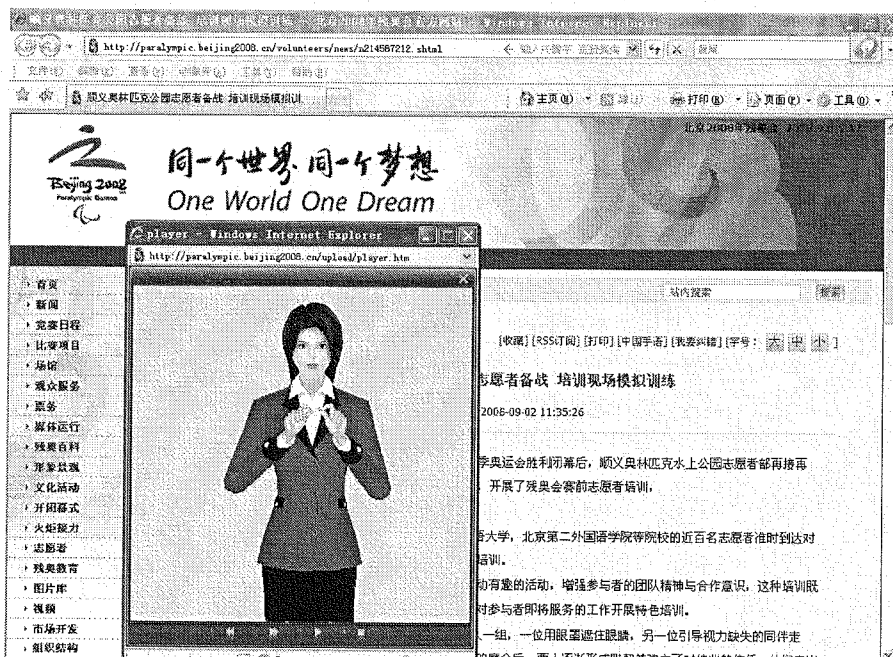 http://paralympic.beijing2008.cn/volunteers/news/n214567212.shtml
顺义奥林匹克公园志愿者备战 培训现场模拟训
主页(M)
打印(R)
页面(P)
工具(O)
Beijing 2008
Paralympic Games
同一个世界 同一个梦想
One World One Dream
player - Windows Internet Explorer
http://paralympic.beijing2008.cn/upload/player.htm
首页
新闻
竞赛日程
比赛项目
场馆
观众服务
票务
媒体运行
残奥百科
形象景观
文化活动
开闭幕式
火炬接力
志愿者
残奥教育
图片库
视频
市场开发
组织结构
站内搜索
搜索
[收藏] [RSS订阅] [打印] [中国手语] [我要纠错] [字号： 大 中 小 ]
志愿者备战 培训现场模拟训练
2008-09-02 11:35:26
季奥运会胜利闭幕后，顺义奥林匹克水上公园志愿者部再接再
开展了残奥会赛前志愿者培训，
语大学，北京第二外国语学院等院校的近百名志愿者准时到达对
培训。
动有趣的活动，增强参与者的团队精神与合作意识，这种培训既
对参与者即将服务的工作开展特色培训。
一组，一位用眼罩遮住眼睛，另一位引导视力缺失的同伴走